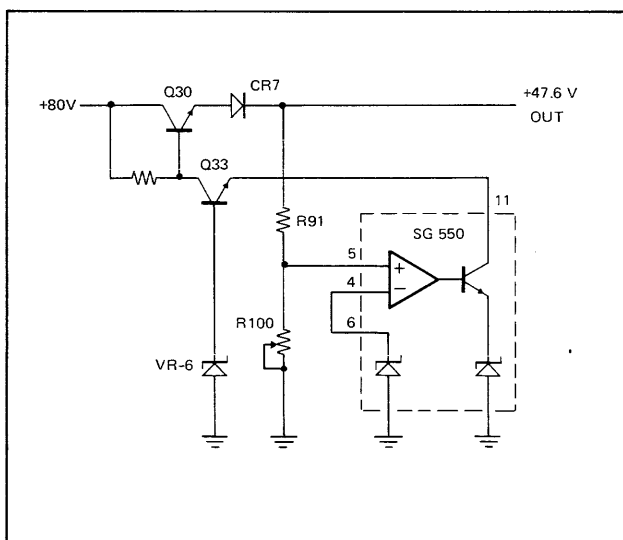 CR7
Q30
+80V
+47.6 V
OUT
Q33
11
SG 550
R91
5
+
4
−
6
R100
VR-6